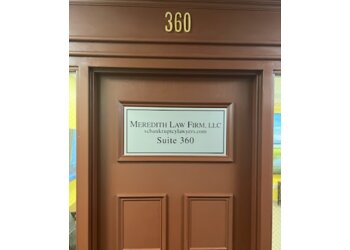 360
MEREDITH LAW FIRM, LLC
scbankruptcylawyers.com
Suite 360